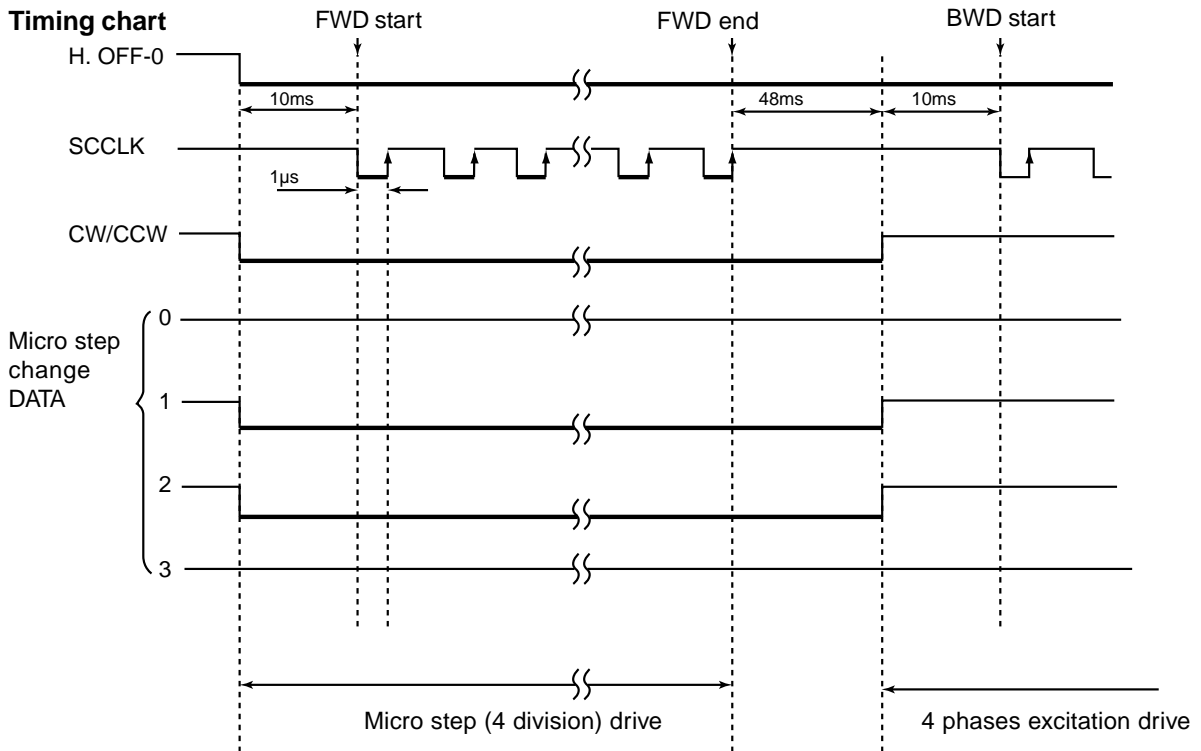 Timing chart
FWD start
FWD end
BWD start
H. OFF-0
10ms
48ms
10ms
SCCLK
1µs
CW/CCW
Micro step
change
DATA
0
1
2
3
Micro step (4 division) drive
4 phases excitation drive